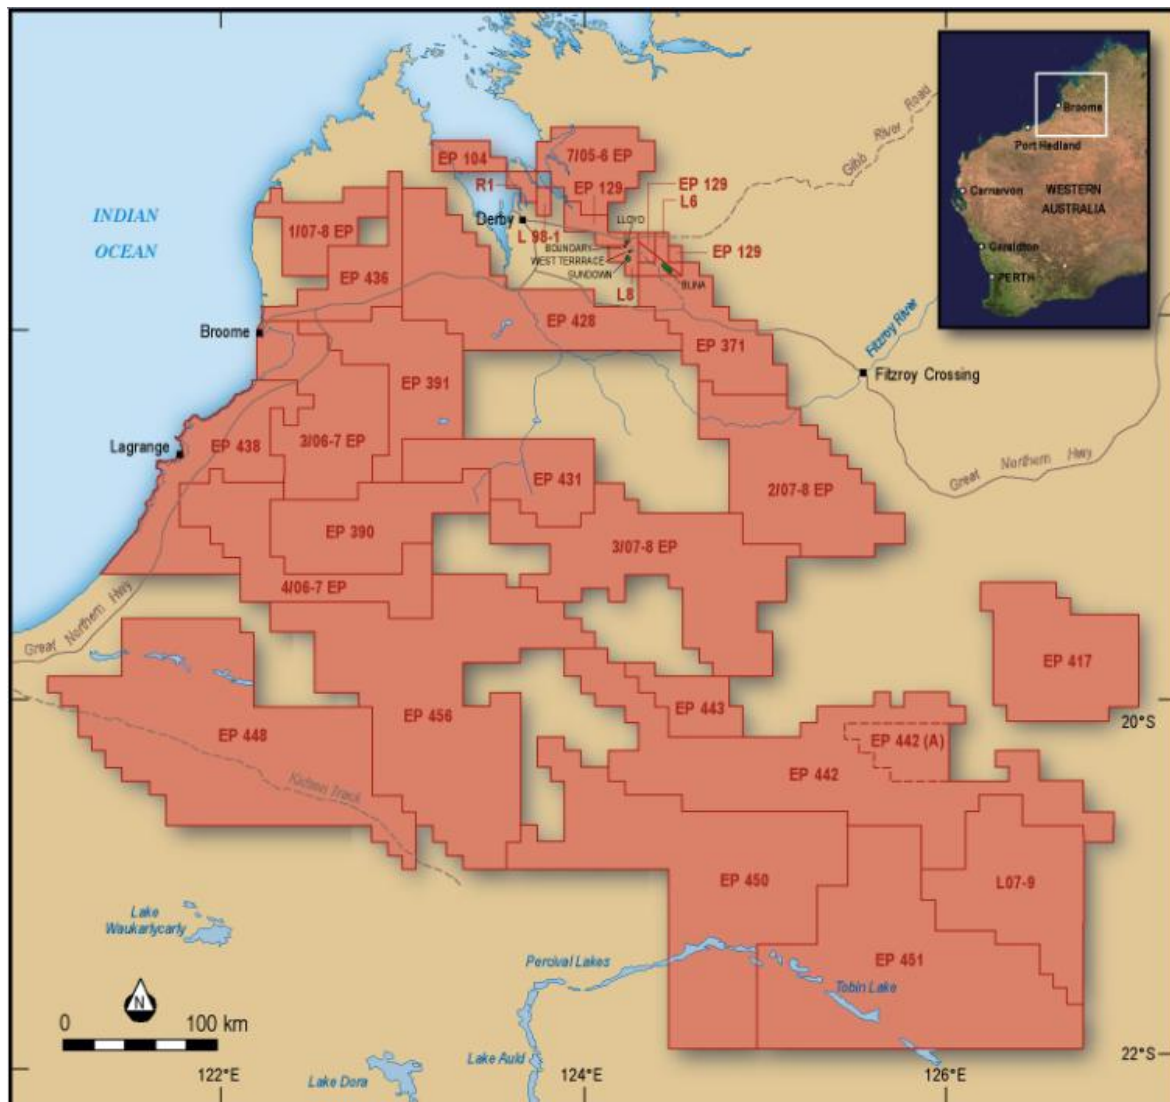 INDIAN
OCEAN
Broome
Port Hedland
Carnarvon
WESTERN
AUSTRALIA
Geraldton
PERTH
Gibb River Road
EP 104
7/05-6 EP
R1
EP 129
EP 129
L6
Derby
LLOYD
L 98-1
BOUNDARY
WEST TERRRACE
SUNDOWN
EP 129
BLINA
L8
1/07-8 EP
EP 436
Broome
EP 428
EP 371
Fitzroy River
Fitzroy Crossing
EP 391
Lagrange
EP 438
3/06-7 EP
EP 431
2/07-8 EP
Great Northern Hwy
EP 390
3/07-8 EP
4/06-7 EP
Great Northern Hwy
EP 417
EP 448
EP 456
EP 443
20°S
EP 442 (A)
EP 442
Kidson Track
EP 450
L07-9
Lake
Waukarlycarly
Percival Lakes
EP 451
Tobin Lake
N
0 100 km
Lake Auld
Lake Dora
22°S
122°E
124°E
126°E